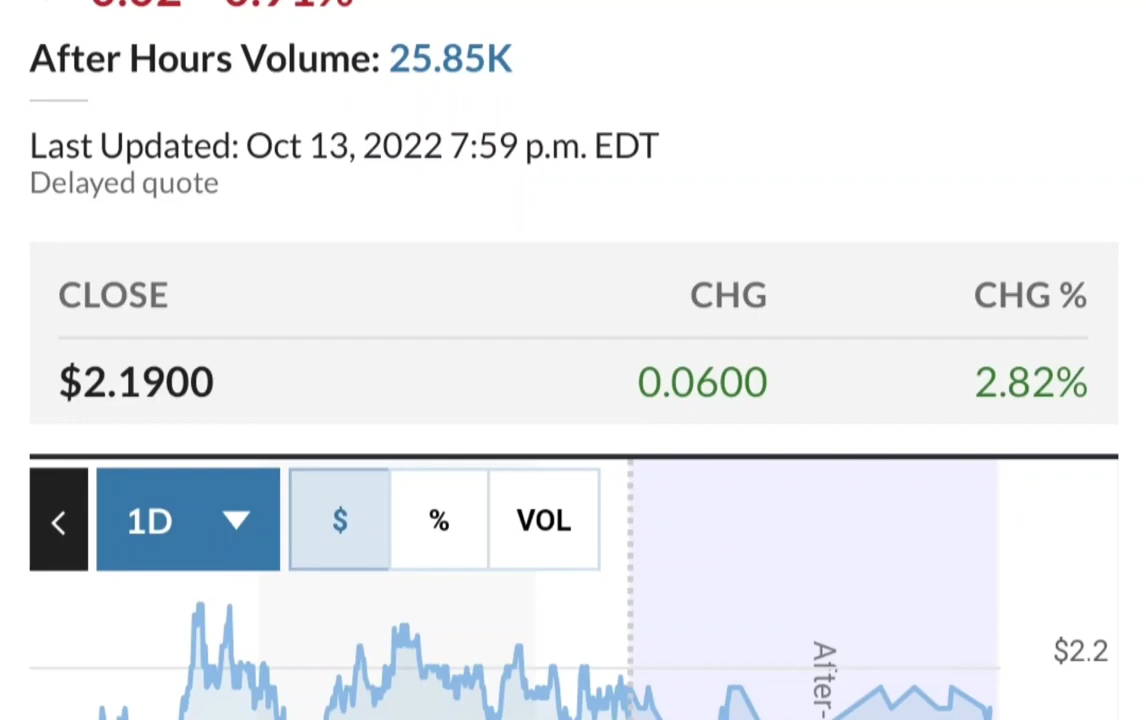 After Hours Volume: 25.85K
Last Updated: Oct 13, 2022 7:59 p.m. EDT
Delayed quote
CLOSE CHG CHG %
$2.1900 0.0600 2.82%
1D $ % VOL
$2.2
After-